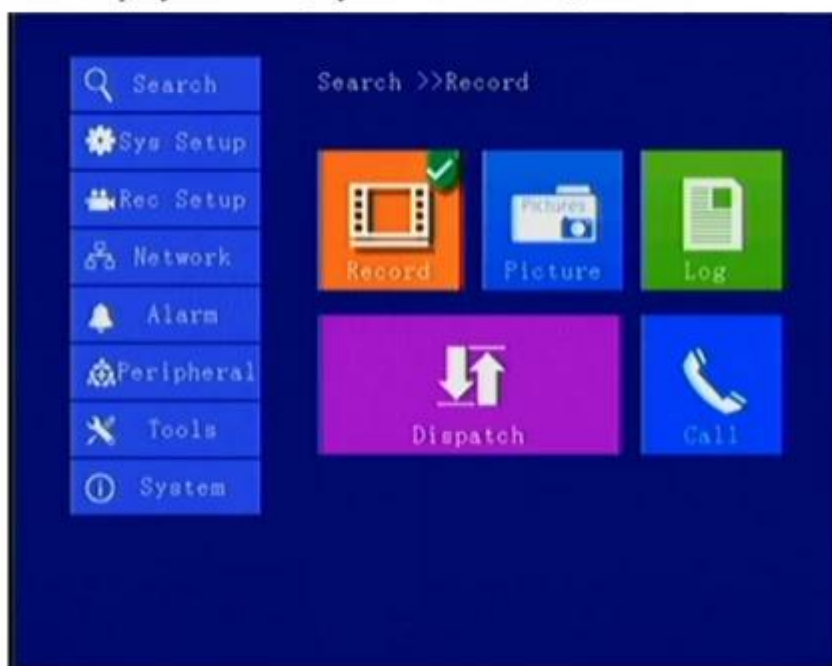 Search
Sys Setup
Rec Setup
Network
Alarm
Peripheral
Tools
System
Search >>Record
Record
Pictures
Picture
Log
Dispatch
Call